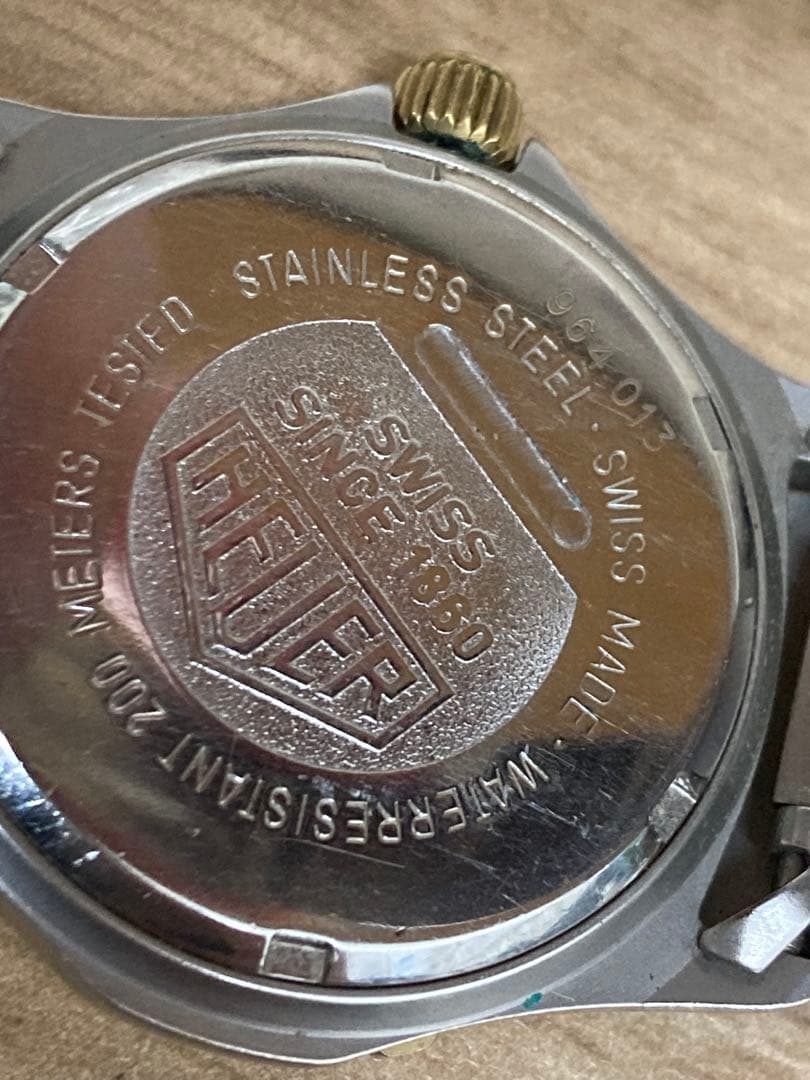 STAINLESS STEEL · SWISS MADE · WATERRESISTANT 200 METERS TESTED
964.013
SWISS
SINCE 1860
HEUER